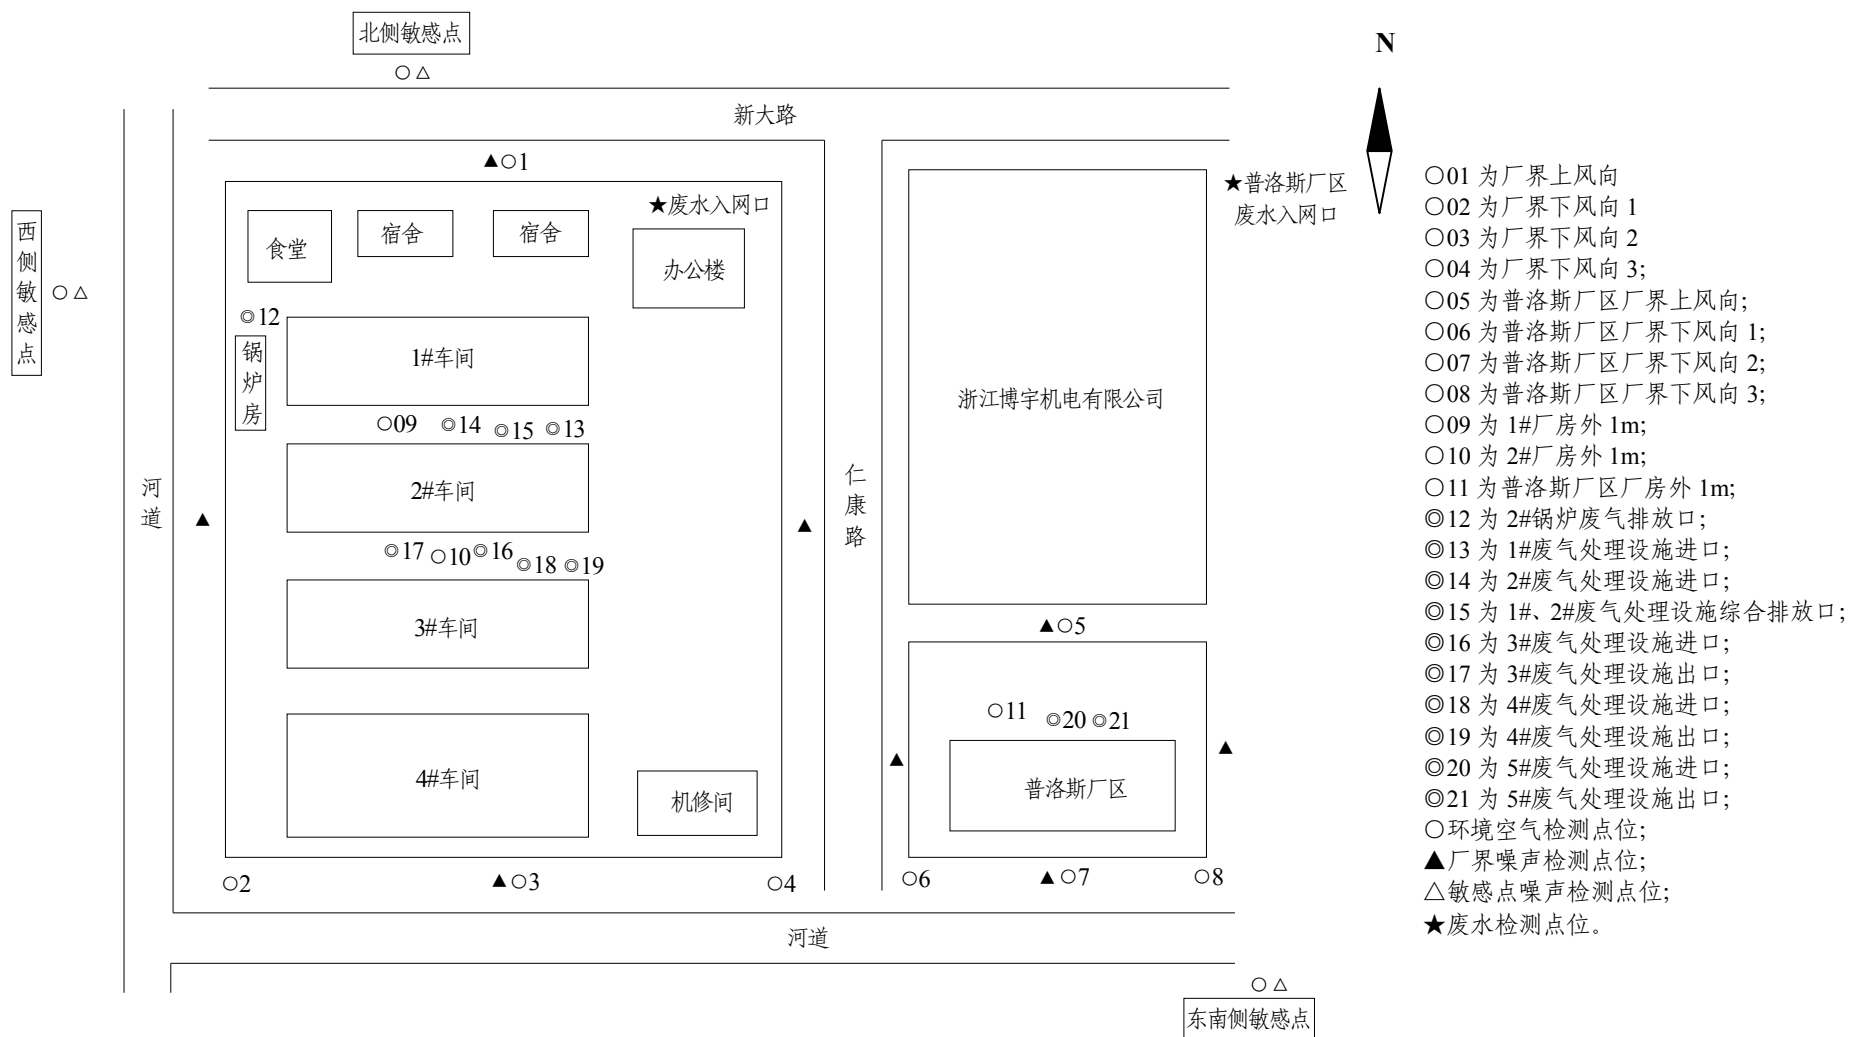 北侧敏感点
○△
N
新大路
▲○1
★废水入网口
食堂
宿舍
宿舍
办公楼
★普洛斯厂区
废水入网口
西侧敏感点
○△
◎12
锅炉房
1#车间
○09 ◎14 ◎15 ◎13
2#车间
浙江博宇机电有限公司
河道
▲
▲
仁康路
◎17 ○10 ◎16 ◎18 ◎19
3#车间
▲○5
4#车间
机修间
○11 ◎20 ◎21
▲
▲
普洛斯厂区
○2
▲○3
○4
○6
▲○7
○8
河道
○△
东南侧敏感点
○01 为厂界上风向
○02 为厂界下风向 1
○03 为厂界下风向 2
○04 为厂界下风向 3;
○05 为普洛斯厂区厂界上风向;
○06 为普洛斯厂区厂界下风向 1;
○07 为普洛斯厂区厂界下风向 2;
○08 为普洛斯厂区厂界下风向 3;
○09 为 1#厂房外 1m;
○10 为 2#厂房外 1m;
○11 为普洛斯厂区厂房外 1m;
◎12 为 2#锅炉废气排放口;
◎13 为 1#废气处理设施进口;
◎14 为 2#废气处理设施进口;
◎15 为 1#、2#废气处理设施综合排放口;
◎16 为 3#废气处理设施进口;
◎17 为 3#废气处理设施出口;
◎18 为 4#废气处理设施进口;
◎19 为 4#废气处理设施出口;
◎20 为 5#废气处理设施进口;
◎21 为 5#废气处理设施出口;
○环境空气检测点位;
▲厂界噪声检测点位;
△敏感点噪声检测点位;
★废水检测点位。